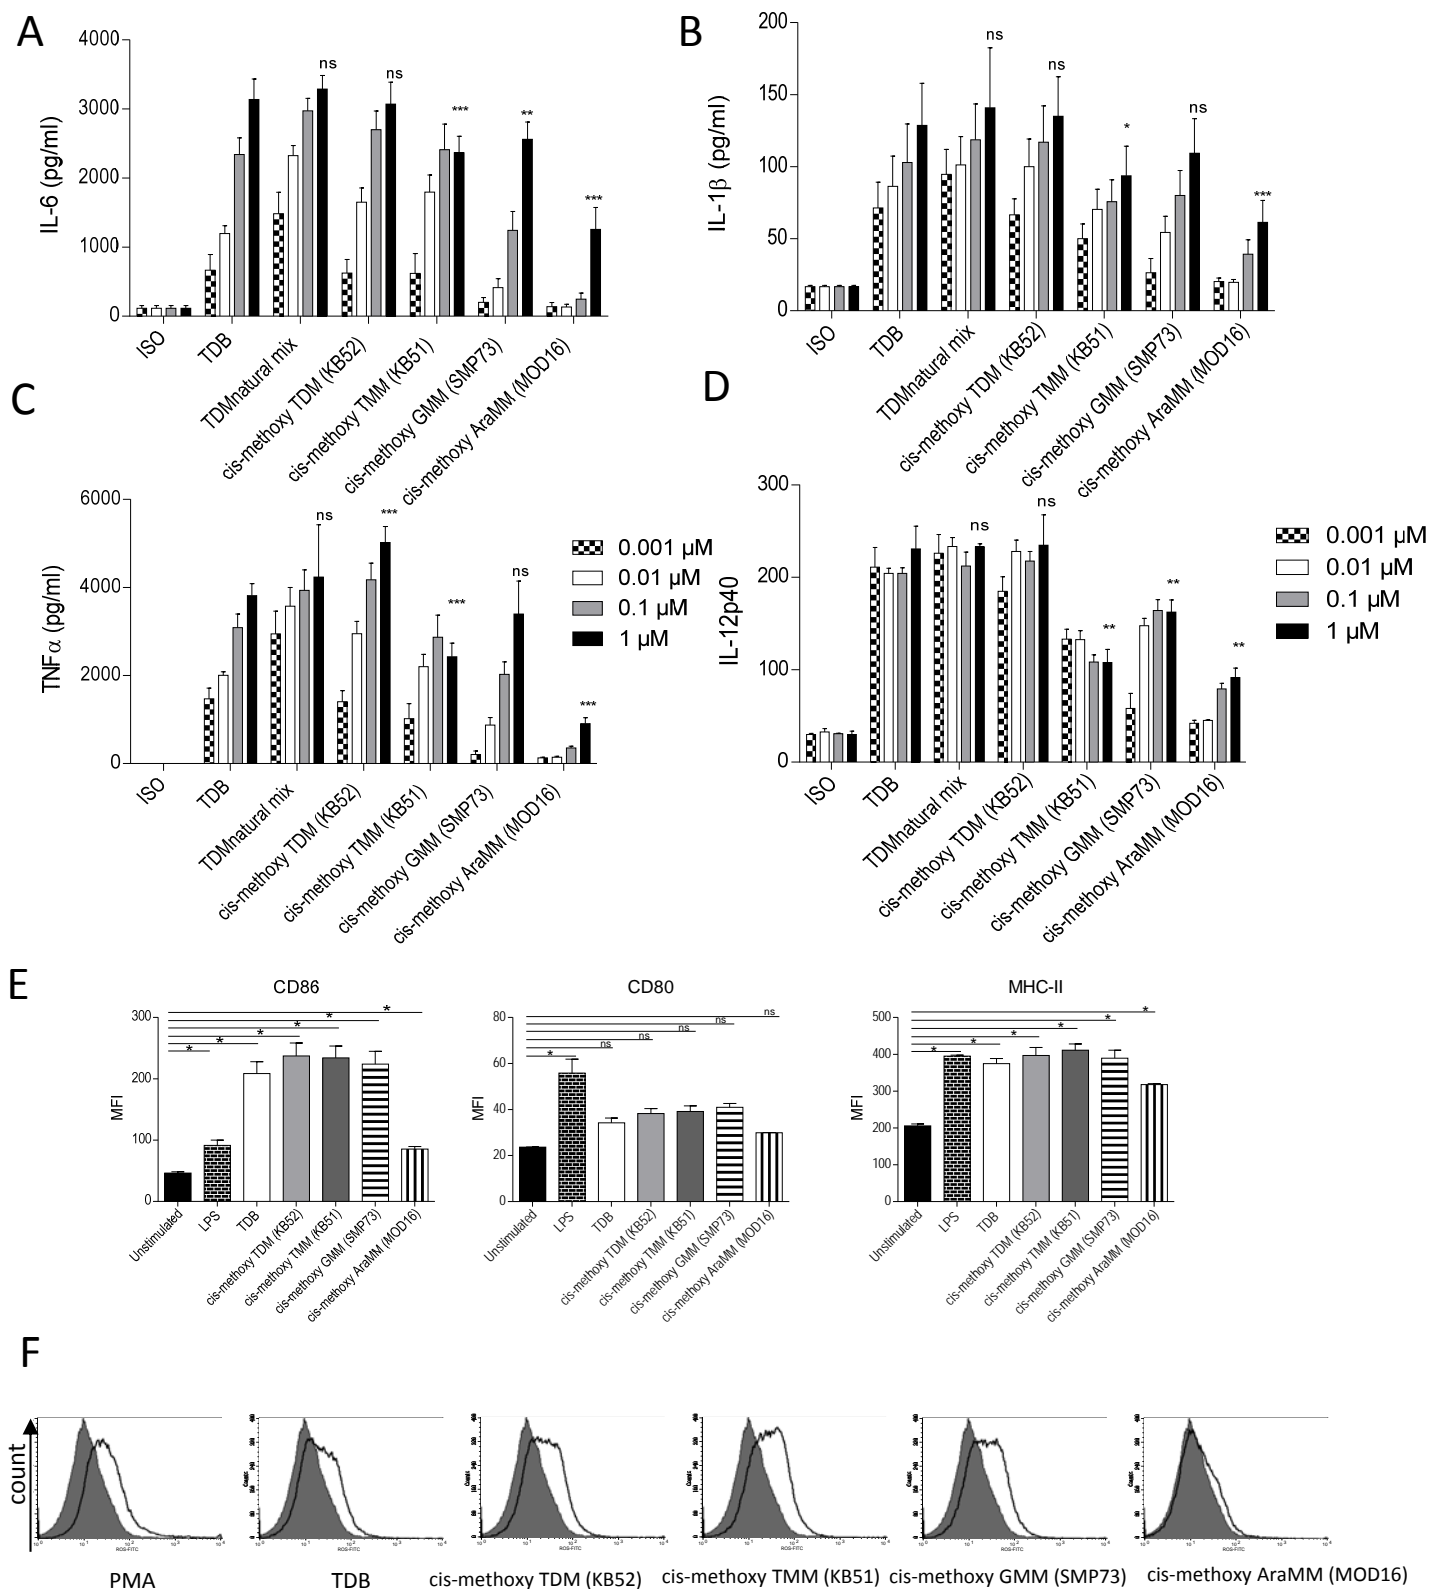 A
4000
3000
2000
1000
0
IL-6 (pg/ml)
ns
ns
***
**
***
ISO
TDB
TDMnatural mix
cis-methoxy TDM (KB52)
cis-methoxy TMM (KB51)
cis-methoxy GMM (SMP73)
cis-methoxy AraMM (MOD16)
B
200
150
100
50
0
IL-1β (pg/ml)
ns
ns
*
ns
***
ISO
TDB
TDMnatural mix
cis-methoxy TDM (KB52)
cis-methoxy TMM (KB51)
cis-methoxy GMM (SMP73)
cis-methoxy AraMM (MOD16)
C
6000
4000
2000
0
TNFα (pg/ml)
ns
***
***
ns
***
ISO
TDB
TDMnatural mix
cis-methoxy TDM (KB52)
cis-methoxy TMM (KB51)
cis-methoxy GMM (SMP73)
cis-methoxy AraMM (MOD16)
0.001 µM
0.01 µM
0.1 µM
1 µM
D
300
200
100
0
IL-12p40
ns
ns
**
**
**
ISO
TDB
TDMnatural mix
cis-methoxy TDM (KB52)
cis-methoxy TMM (KB51)
cis-methoxy GMM (SMP73)
cis-methoxy AraMM (MOD16)
0.001 µM
0.01 µM
0.1 µM
1 µM
E
CD86
300
200
100
0
MFI
*
*
*
*
*
*
Unstimulated
LPS
TDB
cis-methoxy TDM (KB52)
cis-methoxy TMM (KB51)
cis-methoxy GMM (SMP73)
cis-methoxy AraMM (MOD16)
CD80
80
60
40
20
0
MFI
ns
ns
ns
ns
ns
*
Unstimulated
LPS
TDB
cis-methoxy TDM (KB52)
cis-methoxy TMM (KB51)
cis-methoxy GMM (SMP73)
cis-methoxy AraMM (MOD16)
MHC-II
500
400
300
200
100
0
MFI
*
*
*
*
*
*
Unstimulated
LPS
TDB
cis-methoxy TDM (KB52)
cis-methoxy TMM (KB51)
cis-methoxy GMM (SMP73)
cis-methoxy AraMM (MOD16)
F
count
ROS-FITC
ROS-FITC
ROS-FITC
ROS-FITC
ROS-FITC
ROS-FITC
PMA
TDB
cis-methoxy TDM (KB52)
cis-methoxy TMM (KB51)
cis-methoxy GMM (SMP73)
cis-methoxy AraMM (MOD16)